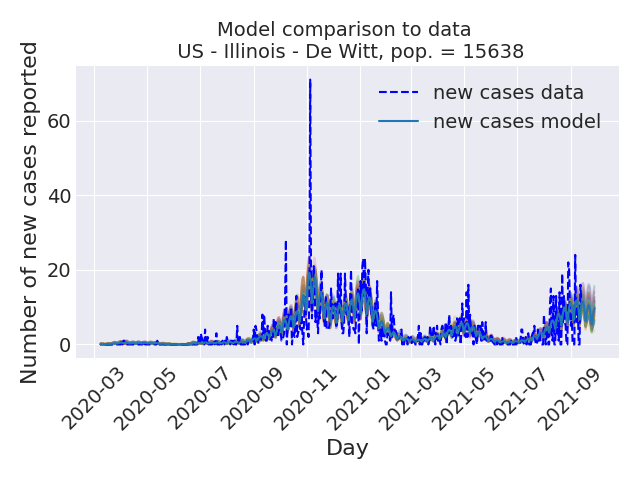 Model comparison to data
US - Illinois - De Witt, pop. = 15638
Number of new cases reported
60
40
20
0
new cases data
new cases model
2020-03
2020-05
2020-07
2020-09
2020-11
2021-01
2021-03
2021-05
2021-07
2021-09
Day